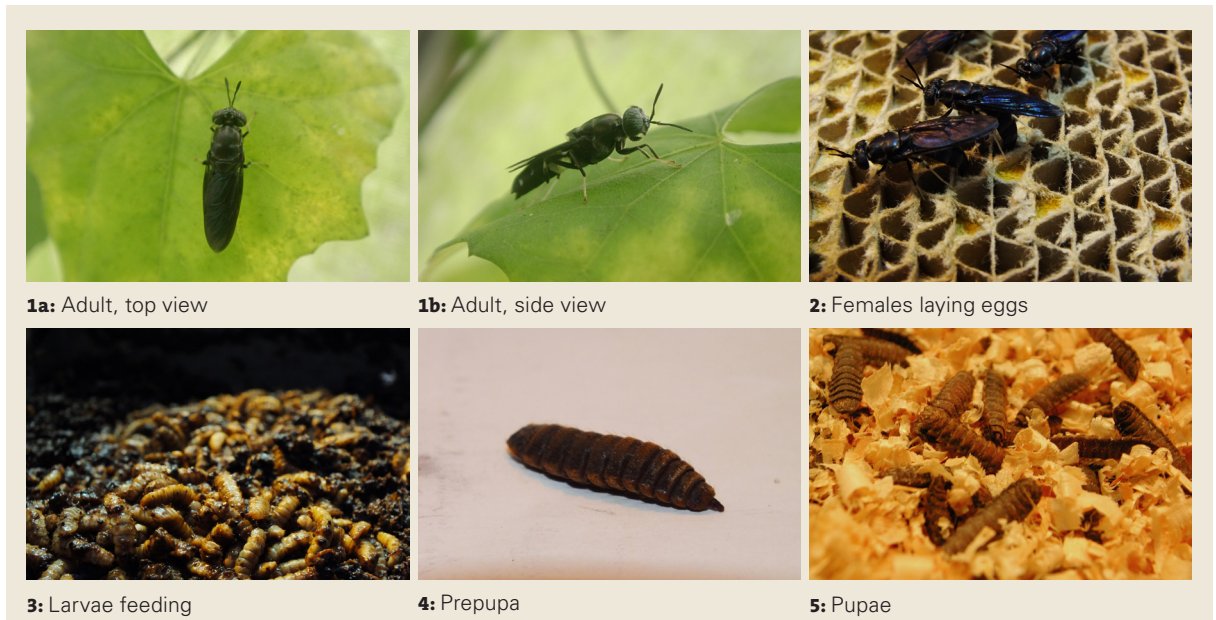 1a: Adult, top view
1b: Adult, side view
2: Females laying eggs
3: Larvae feeding
4: Prepupa
5: Pupae